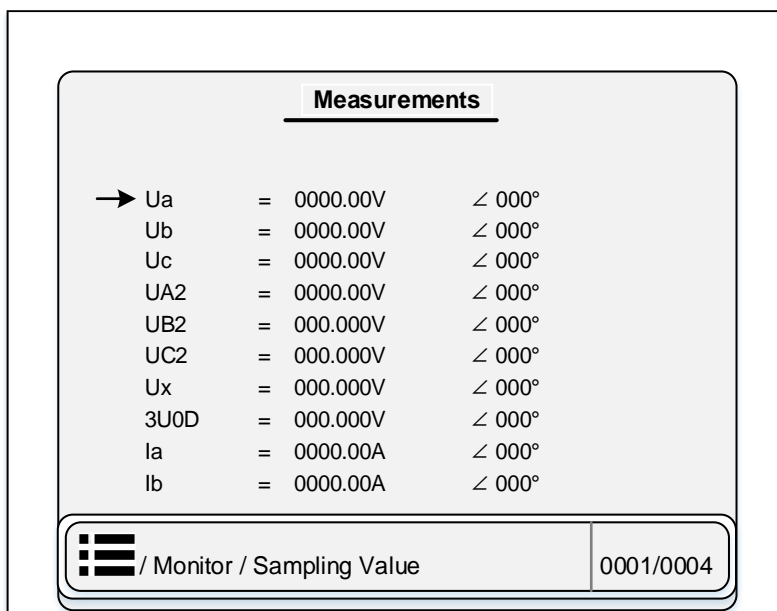 Measurements
Ua = 0000.00V ∠ 000°
Ub = 0000.00V ∠ 000°
Uc = 0000.00V ∠ 000°
UA2 = 0000.00V ∠ 000°
UB2 = 000.000V ∠ 000°
UC2 = 000.000V ∠ 000°
Ux = 000.000V ∠ 000°
3U0D = 000.000V ∠ 000°
Ia = 0000.00A ∠ 000°
Ib = 0000.00A ∠ 000°
/ Monitor / Sampling Value 0001/0004